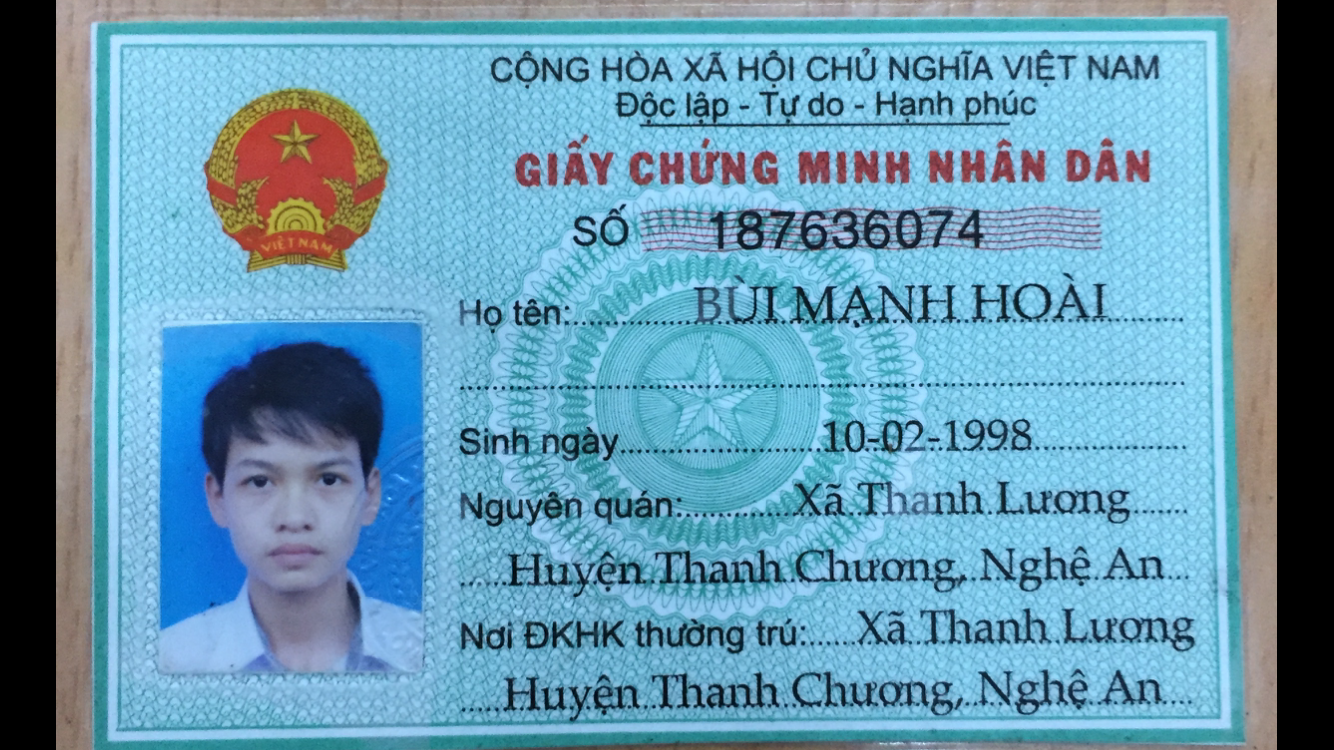 CỘNG HÒA XÃ HỘI CHỦ NGHĨA VIỆT NAM
Độc lập - Tự do - Hạnh phúc
GIẤY CHỨNG MINH NHÂN DÂN
SỐ 187636074
VIỆT NAM
Họ tên: BÙI MẠNH HOÀI
Sinh ngày 10-02-1998
Nguyên quán: Xã Thanh Lương
Huyện Thanh Chương, Nghệ An
Nơi ĐKHK thường trú: Xã Thanh Lương
Huyện Thanh Chương, Nghệ An